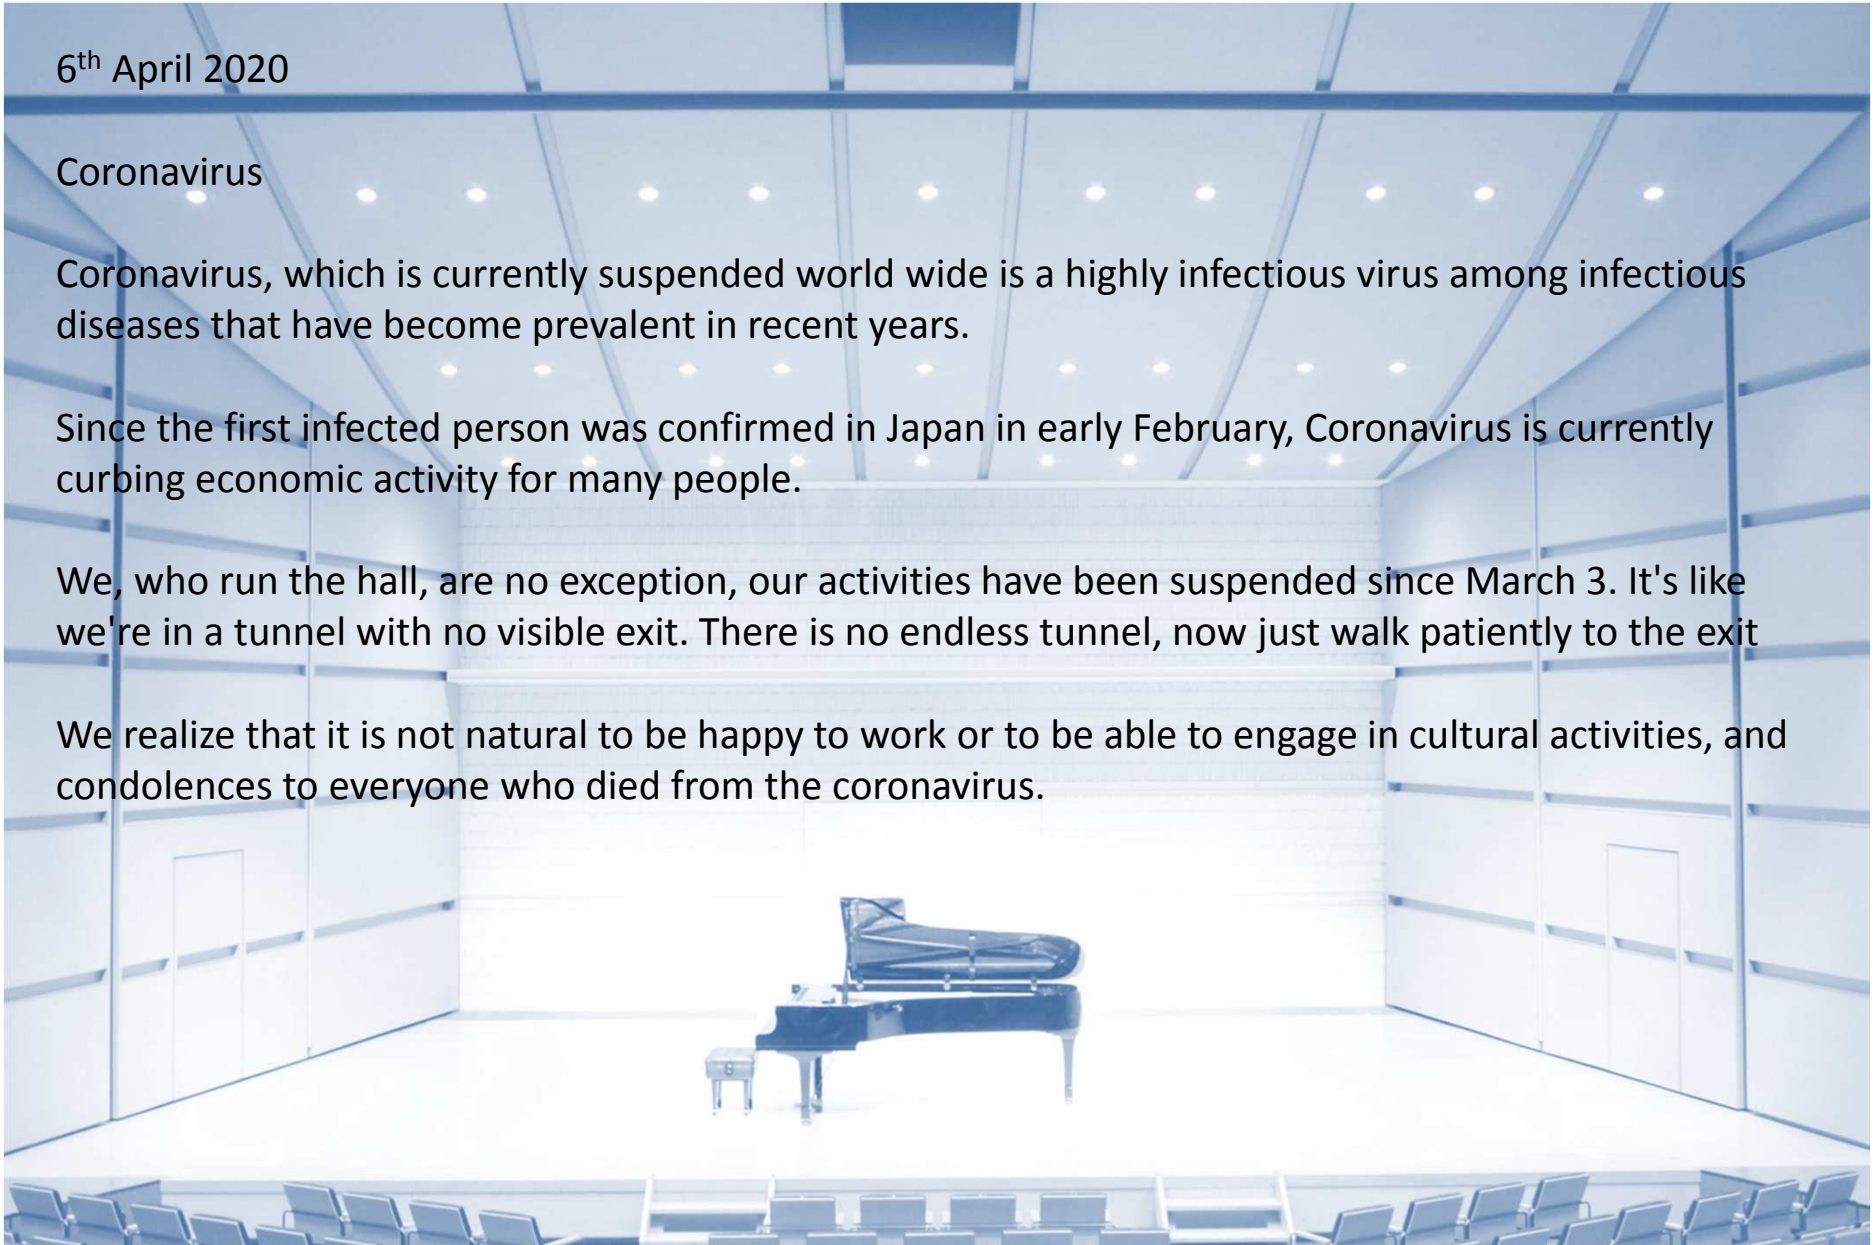 6th April 2020
Coronavirus
Coronavirus, which is currently suspended world wide is a highly infectious virus among infectious
diseases that have become prevalent in recent years.
Since the first infected person was confirmed in Japan in early February, Coronavirus is currently
curbing economic activity for many people.
We, who run the hall, are no exception, our activities have been suspended since March 3. It's like
we're in a tunnel with no visible exit. There is no endless tunnel, now just walk patiently to the exit
We realize that it is not natural to be happy to work or to be able to engage in cultural activities, and
condolences to everyone who died from the coronavirus.